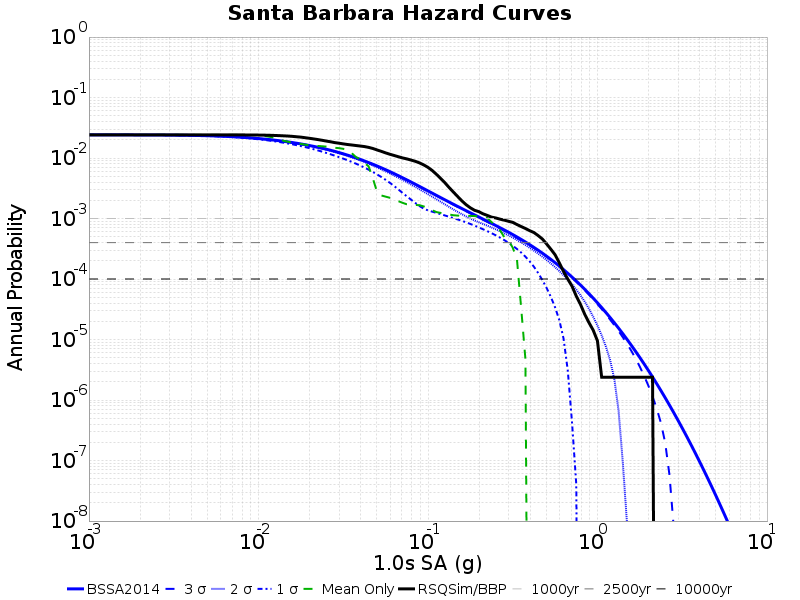 Santa Barbara Hazard Curves
Annual Probability
10^0
10^-1
10^-2
10^-3
10^-4
10^-5
10^-6
10^-7
10^-8
10^-3 10^-2 10^-1 10^0 10^1
1.0s SA (g)
BSSA2014 3 σ 2 σ 1 σ Mean Only RSQSim/BBP 1000yr 2500yr 10000yr